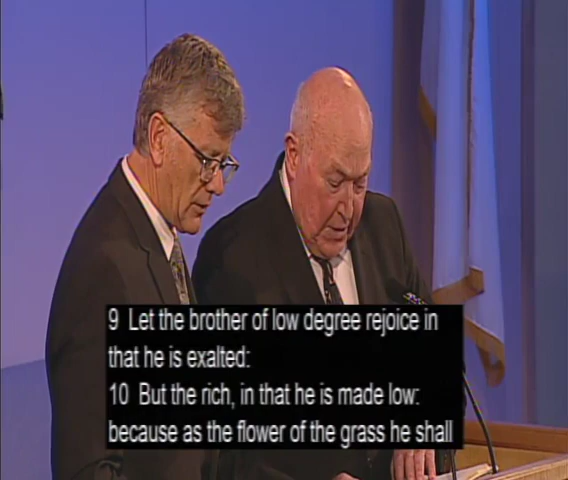 9 Let the brother of low degree rejoice in
that he is exalted:
10 But the rich, in that he is made low:
because as the flower of the grass he shall